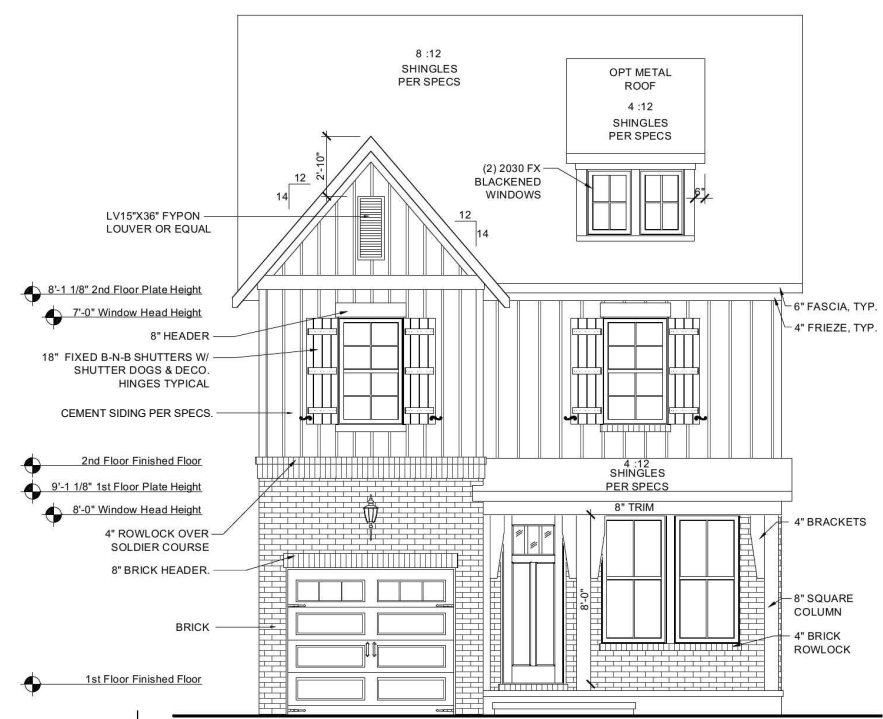 8 :12
SHINGLES
PER SPECS
OPT METAL
ROOF
4 :12
SHINGLES
PER SPECS
2'-10"
12
14
(2) 2030 FX
BLACKENED
WINDOWS
6"
LV15"X36" FYPON
LOUVER OR EQUAL
12
14
8'-1 1/8" 2nd Floor Plate Height
7'-0" Window Head Height
6" FASCIA, TYP.
4" FRIEZE, TYP.
8" HEADER
18" FIXED B-N-B SHUTTERS W/
SHUTTER DOGS & DECO.
HINGES TYPICAL
CEMENT SIDING PER SPECS.
2nd Floor Finished Floor
4 :12
SHINGLES
PER SPECS
9'-1 1/8" 1st Floor Plate Height
8'-0" Window Head Height
8" TRIM
4" BRACKETS
4" ROWLOCK OVER
SOLDIER COURSE
8" BRICK HEADER.
8'-0"
8" SQUARE
COLUMN
BRICK
4" BRICK
ROWLOCK
1st Floor Finished Floor